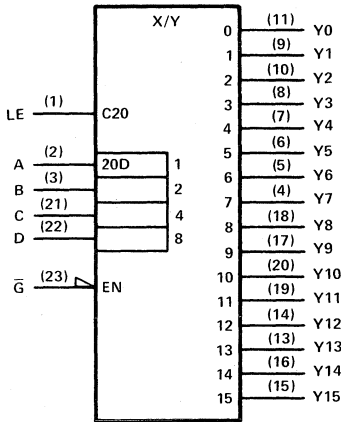 X/Y
0 (11) Y0
1 (9) Y1
2 (10) Y2
3 (8) Y3
LE (1) C20
4 (7) Y4
A (2) 20D 1
5 (6) Y5
B (3) 2
6 (5) Y6
C (21) 4
7 (4) Y7
D (22) 8
8 (18) Y8
9 (17) Y9
G̅ (23) EN
10 (20) Y10
11 (19) Y11
12 (14) Y12
13 (13) Y13
14 (16) Y14
15 (15) Y15